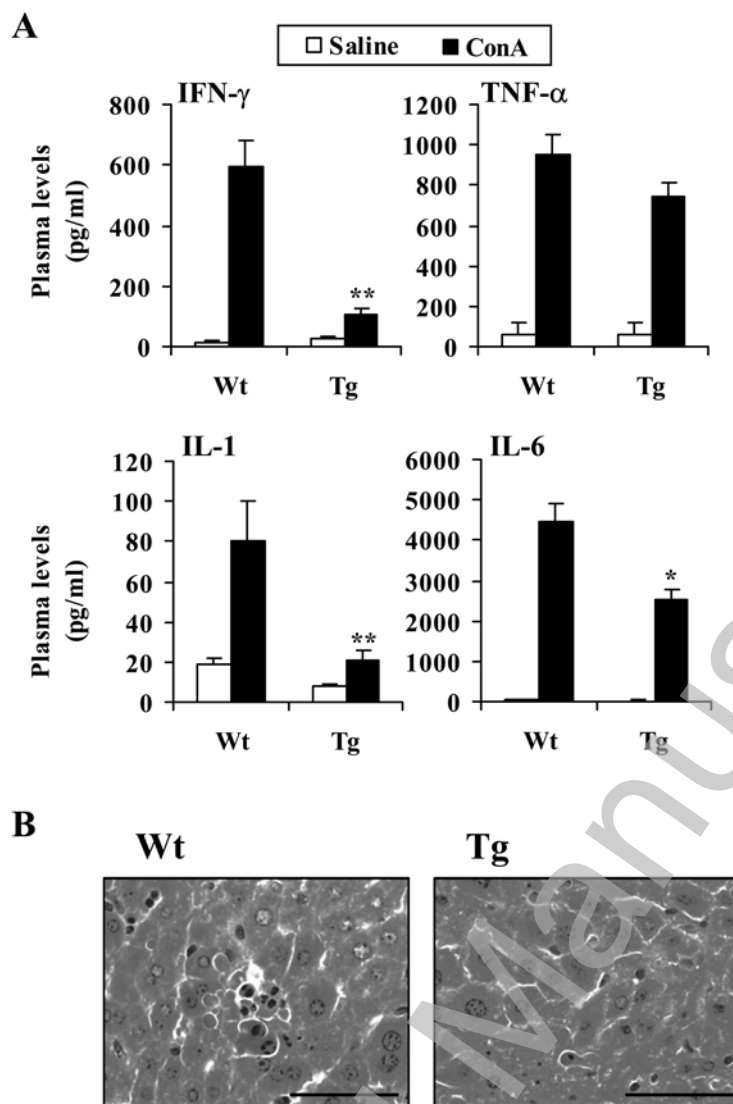 A
Saline ConA
IFN-γ TNF-α
Plasma levels
(pg/ml)
800
600
400
200
0
**
Wt Tg
1200
1000
800
600
400
200
0
Wt Tg
IL-1 IL-6
Plasma levels
(pg/ml)
120
100
80
60
40
20
0
**
Wt Tg
6000
5000
4000
3000
2000
1000
0
*
Wt Tg
B
Wt Tg
Manus